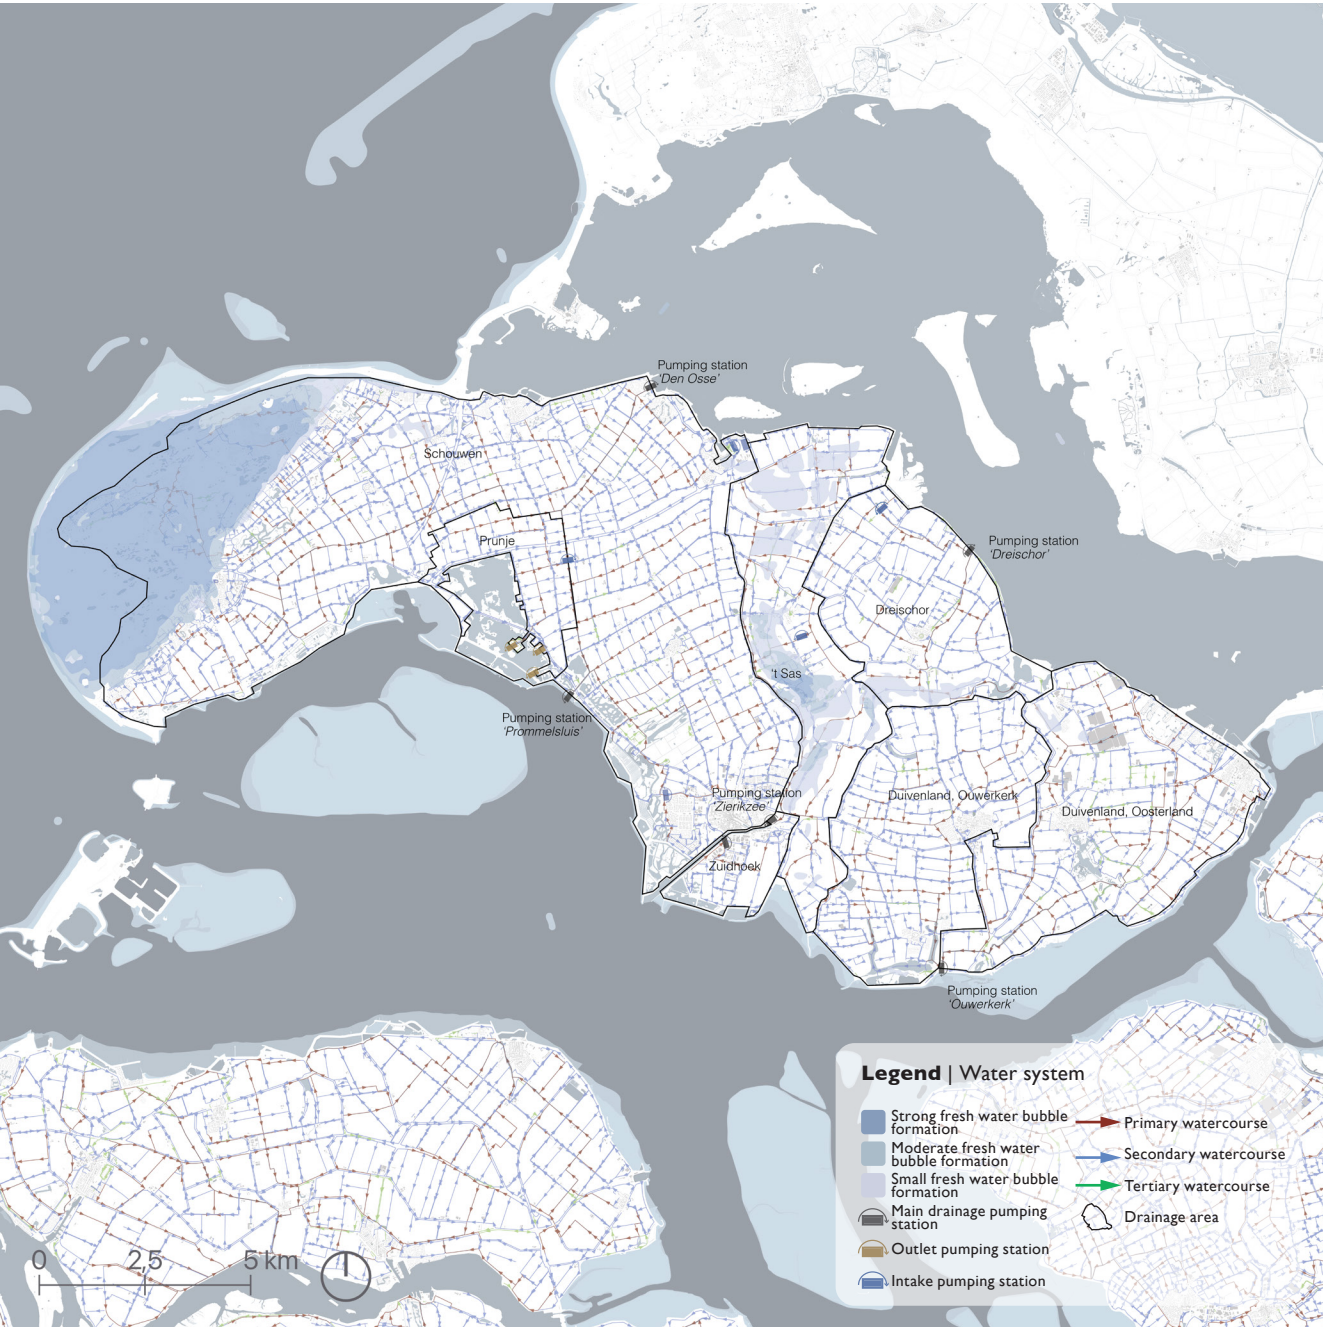 Pumping station
'Den Osse'
Schouwen
Prunje
Pumping station
'Dreischor'
Dreischor
't Sas
Pumping station
'Prommelsluis'
Pumping station
'Zierikzee'
Duivenland, Ouwerkerk
Duivenland, Oosterland
Zuidhoek
Pumping station
'Ouwerkerk'
Legend | Water system
Strong fresh water bubble
formation
Moderate fresh water
bubble formation
Small fresh water bubble
formation
Main drainage pumping
station
Outlet pumping station
Intake pumping station
Primary watercourse
Secondary watercourse
Tertiary watercourse
Drainage area
0 2,5 5 km